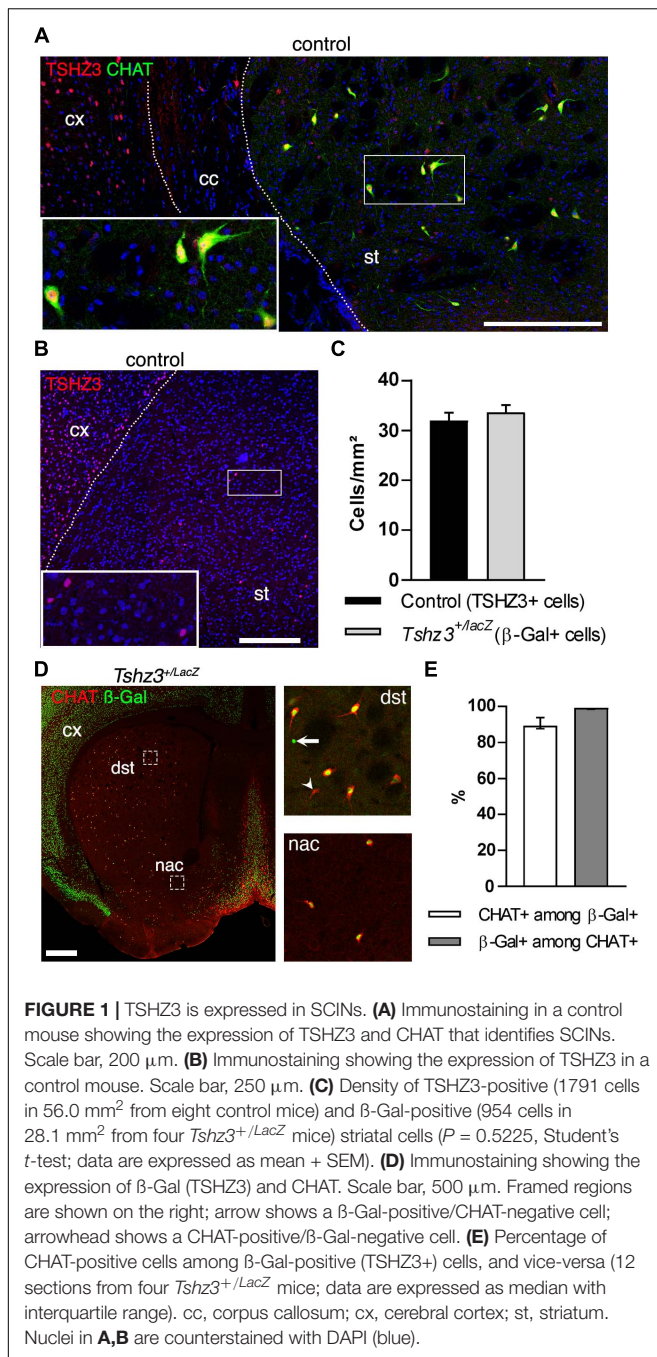 A
control
TSHZ3 CHAT
cx
cc
st
B
control
TSHZ3
cx
st
C
Cells/mm²
40
30
20
10
0
Control (TSHZ3+ cells)
Tshz3+/lacZ (β-Gal+ cells)
D
Tshz3+/LacZ
CHAT ß-Gal
cx
dst
nac
dst
nac
E
%
100
80
60
40
20
0
CHAT+ among β-Gal+
β-Gal+ among CHAT+
FIGURE 1 | TSHZ3 is expressed in SCINs. (A) Immunostaining in a control
mouse showing the expression of TSHZ3 and CHAT that identifies SCINs.
Scale bar, 200 μm. (B) Immunostaining showing the expression of TSHZ3 in a
control mouse. Scale bar, 250 μm. (C) Density of TSHZ3-positive (1791 cells
in 56.0 mm2 from eight control mice) and ß-Gal-positive (954 cells in
28.1 mm2 from four Tshz3+/LacZ mice) striatal cells (P = 0.5225, Student's
t-test; data are expressed as mean + SEM). (D) Immunostaining showing the
expression of ß-Gal (TSHZ3) and CHAT. Scale bar, 500 μm. Framed regions
are shown on the right; arrow shows a ß-Gal-positive/CHAT-negative cell;
arrowhead shows a CHAT-positive/ß-Gal-negative cell. (E) Percentage of
CHAT-positive cells among ß-Gal-positive (TSHZ3+) cells, and vice-versa (12
sections from four Tshz3+/LacZ mice; data are expressed as median with
interquartile range). cc, corpus callosum; cx, cerebral cortex; st, striatum.
Nuclei in A,B are counterstained with DAPI (blue).